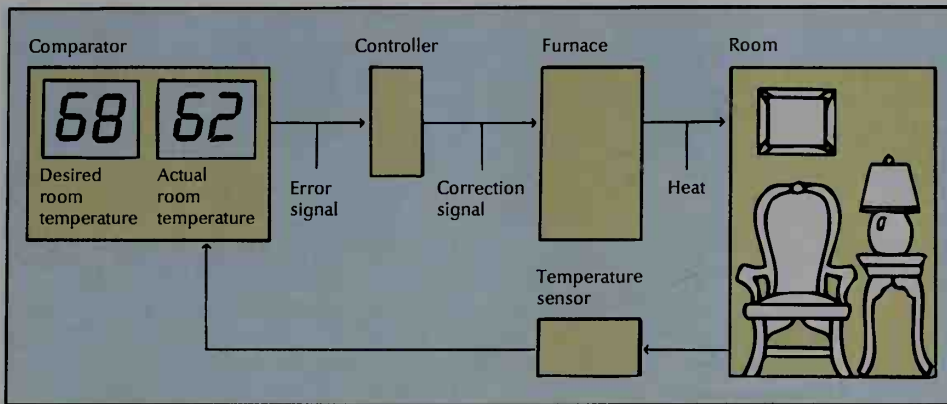 Comparator
68
62
Desired
room
temperature
Actual
room
temperature
Error
signal
Controller
Correction
signal
Furnace
Heat
Room
Temperature
sensor